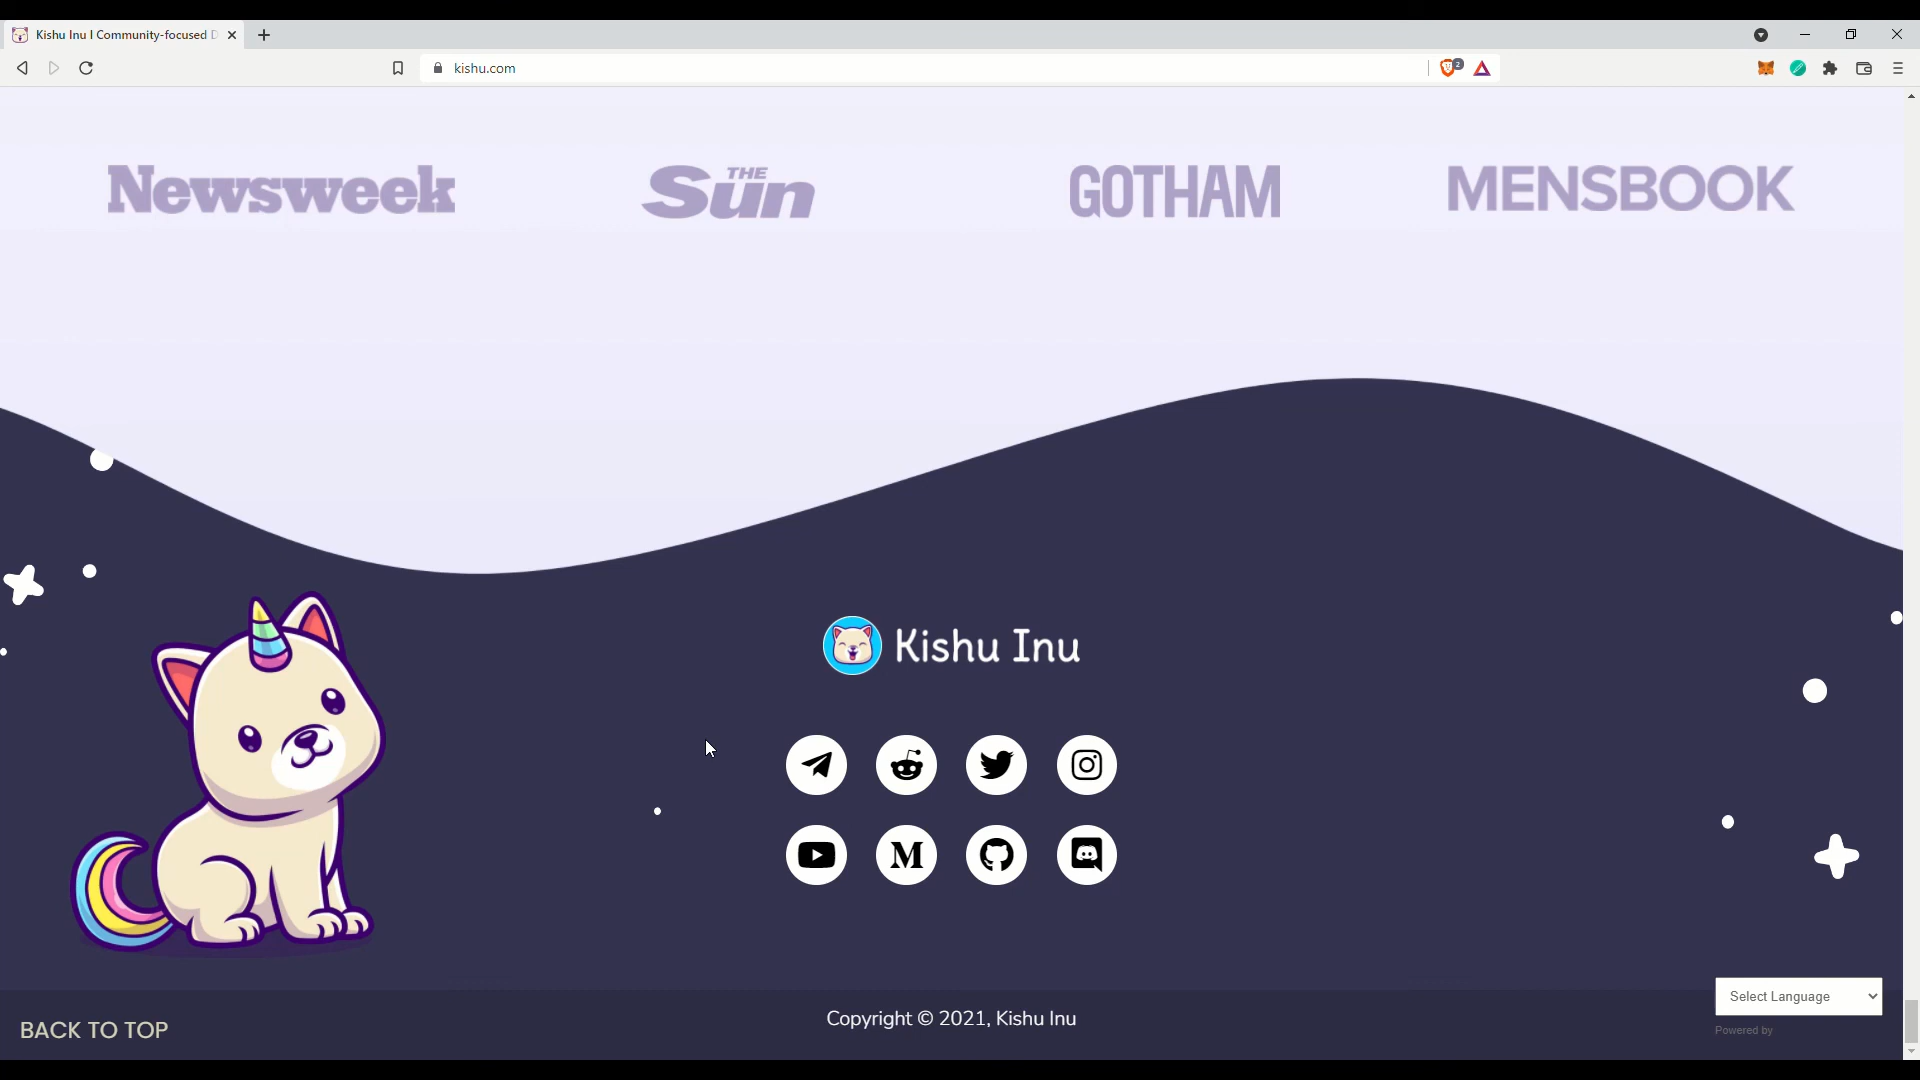 Kishu Inu I Community-focused D
kishu.com
2
Newsweek
THE Sun
GOTHAM
MENSBOOK
Kishu Inu
M
BACK TO TOP
Copyright © 2021, Kishu Inu
Select Language
Powered by